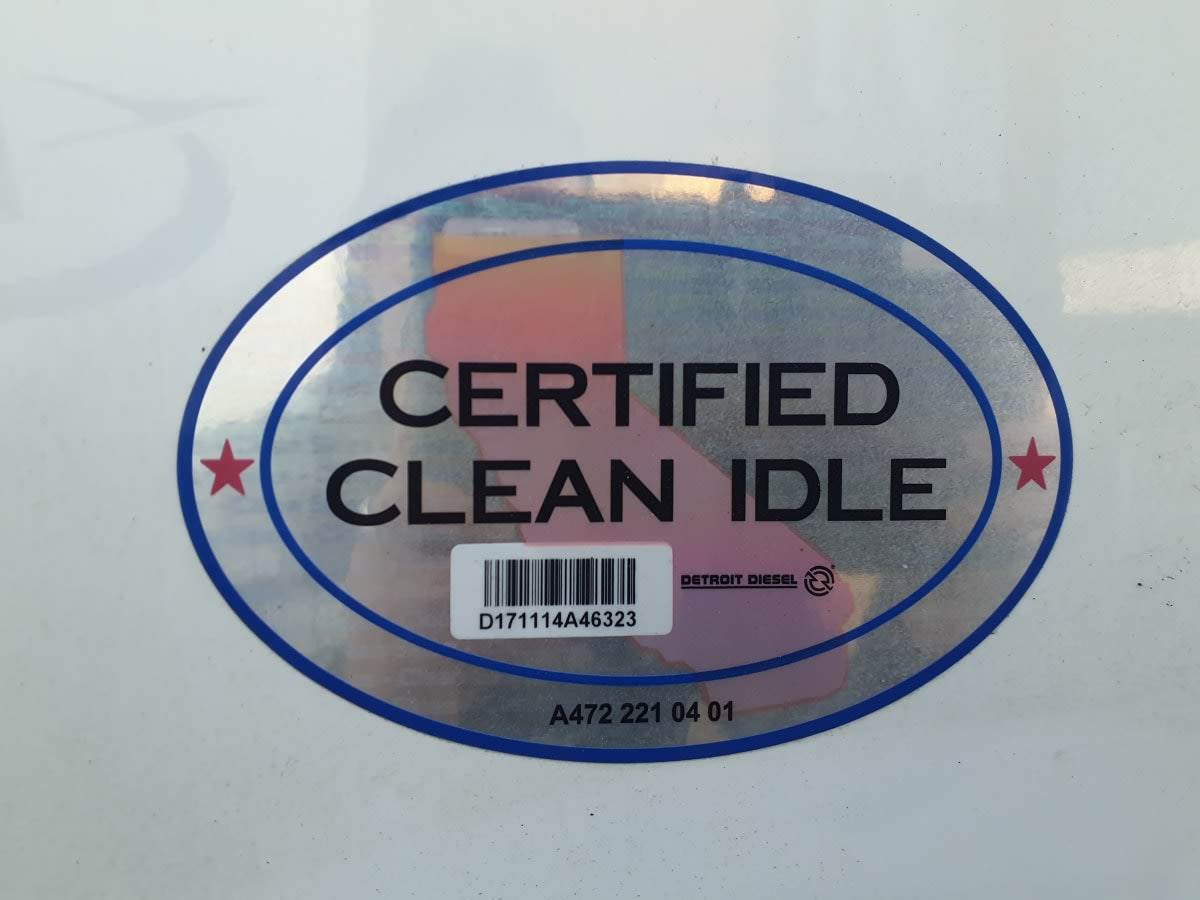 CERTIFIED
CLEAN IDLE
D171114A46323
DETROIT DIESEL
A472 221 04 01